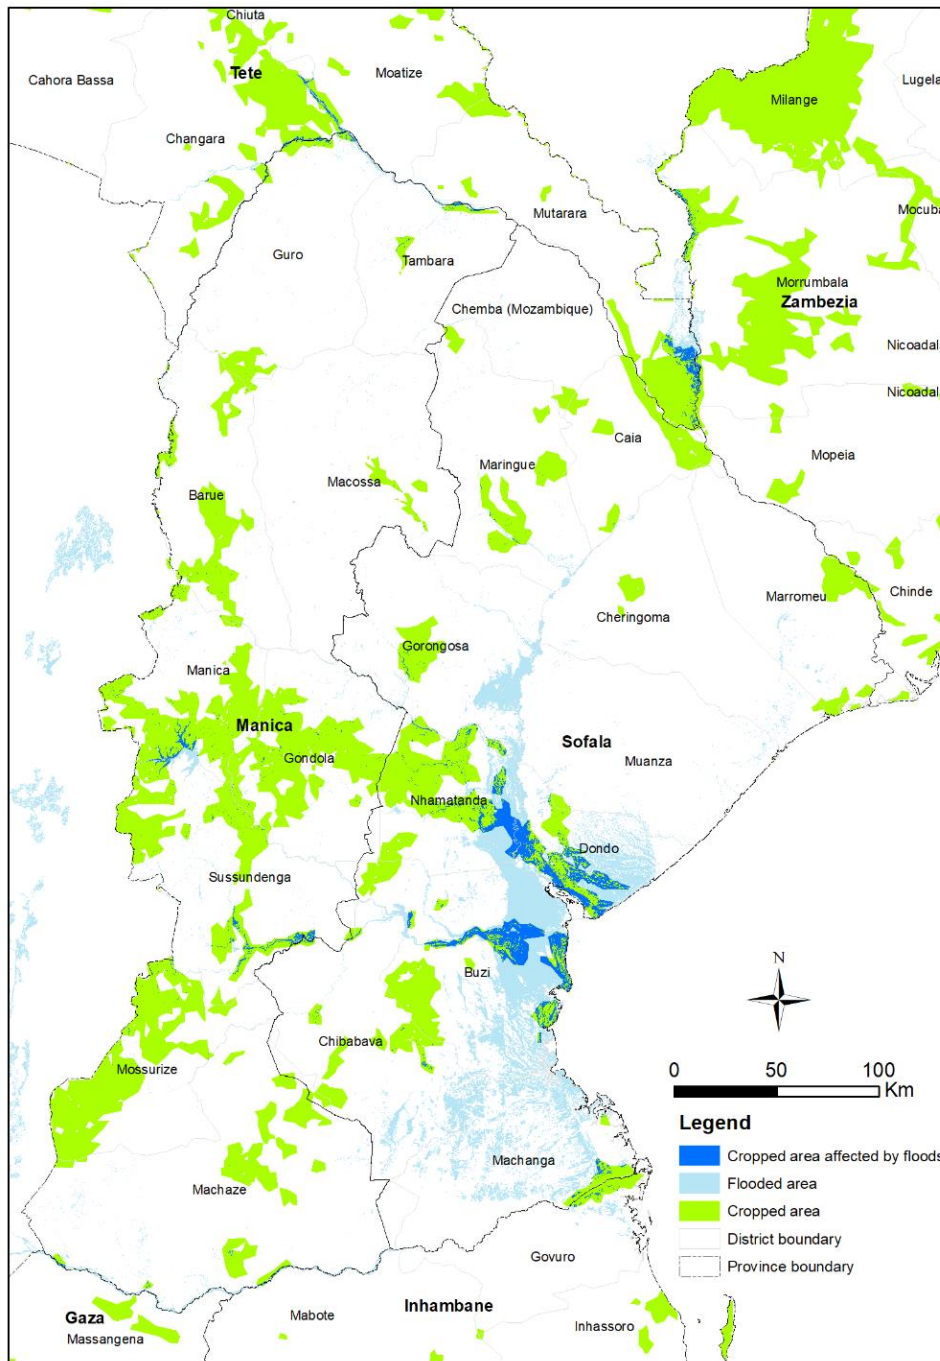 Chiuta
Tete
Moatize
Cahora Bassa
Lugela
Milange
Changara
Mutarara
Mocuba
Guro
Tambara
Morrumbala
Zambezia
Chemba (Mozambique)
Nicoadal
Nicoadal
Caia
Mopeia
Maringue
Macossa
Barue
Marromeu
Chinde
Cheringoma
Gorongosa
Manica
Manica
Sofala
Gondola
Muanza
Nhamatanda
Dondo
Sussundenga
N
Buzi
Chibabava
Mossurize
0 50 100
Km
Legend
Cropped area affected by floods
Flooded area
Cropped area
District boundary
Province boundary
Machanga
Machaze
Govuro
Inhambane
Gaza
Mabote
Massangena
Inhassoro